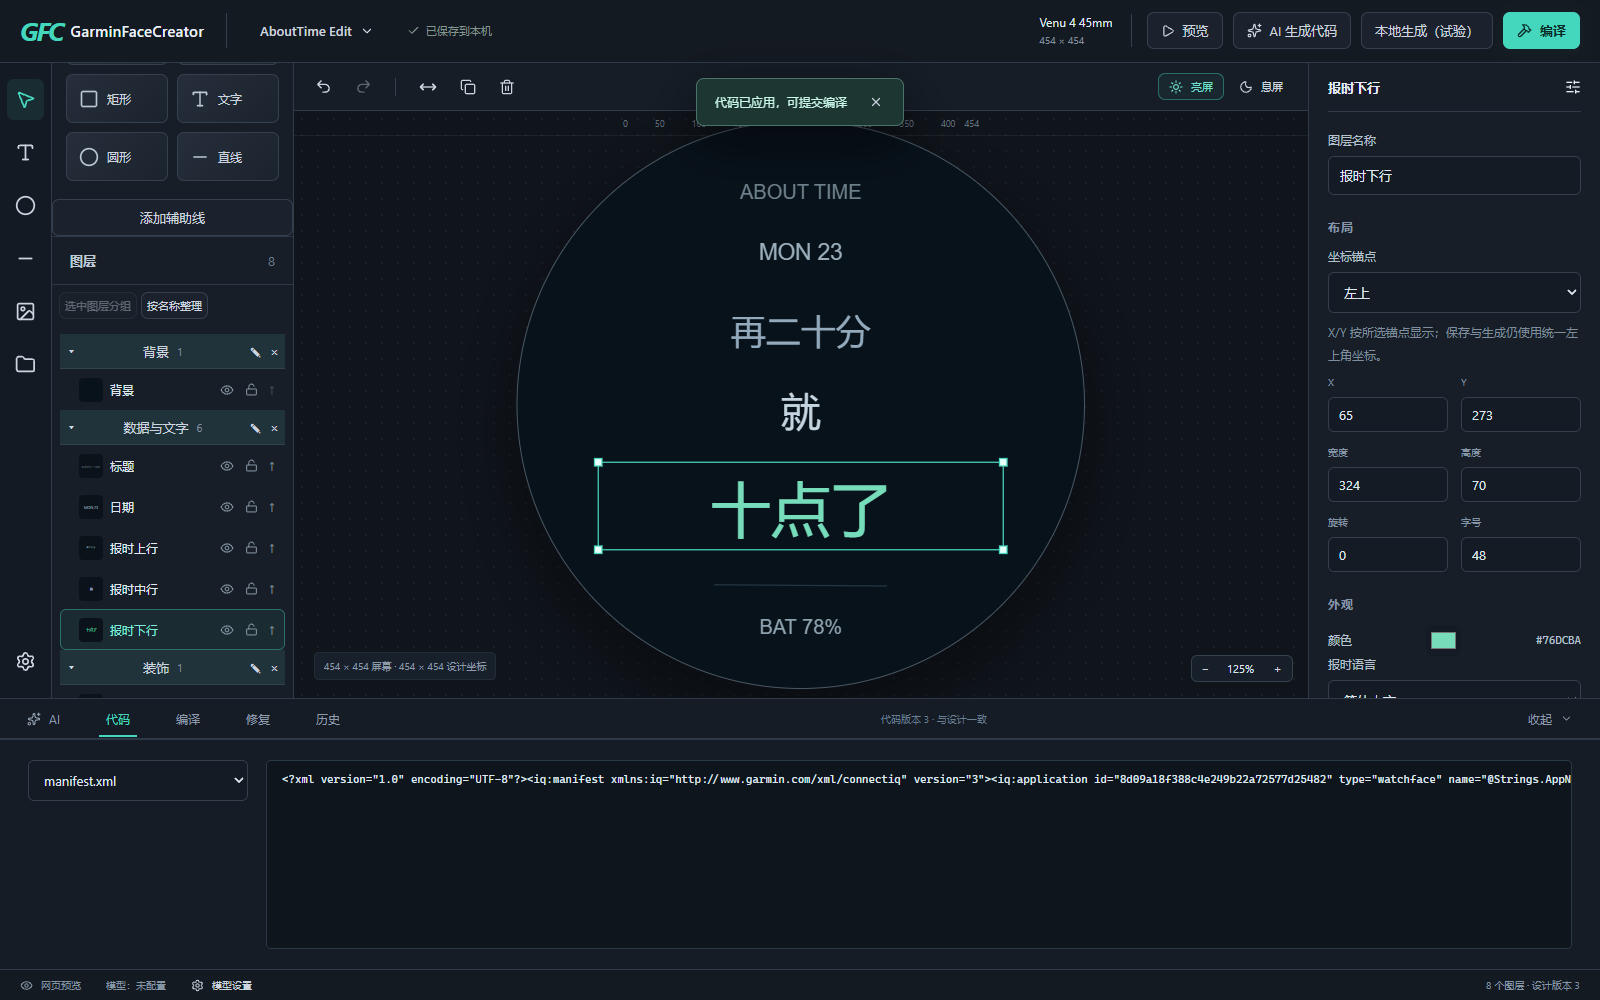 GFC GarminFaceCreator
AboutTime Edit
已保存到本机
Venu 4 45mm
454 × 454
预览
AI 生成代码
本地生成（试验）
编译
矩形
文字
圆形
直线
添加辅助线
图层 8
选中图层分组
按名称整理
背景 1
背景
数据与文字 6
标题
日期
报时上行
报时中行
报时下行
装饰 1
代码已应用，可提交编译
亮屏
息屏
0 50 400 454
ABOUT TIME
MON 23
再二十分
就
十点了
BAT 78%
454 × 454 屏幕 · 454 × 454 设计坐标
− 125% +
报时下行
图层名称
报时下行
布局
坐标锚点
左上
X/Y 按所选锚点显示；保存与生成仍使用统一左
上角坐标。
X Y
65 273
宽度 高度
324 70
旋转 字号
0 48
外观
颜色 #76DCBA
报时语言
AI
代码
编译
修复
历史
代码版本 3 · 与设计一致
收起
manifest.xml
<?xml version="1.0" encoding="UTF-8"?><iq:manifest xmlns:iq="http://www.garmin.com/xml/connectiq" version="3"><iq:application id="8d09a18f388c4e249b22a72577d25482" type="watchface" name="@Strings.AppN
网页预览
模型：未配置
模型设置
8 个图层 · 设计版本 3